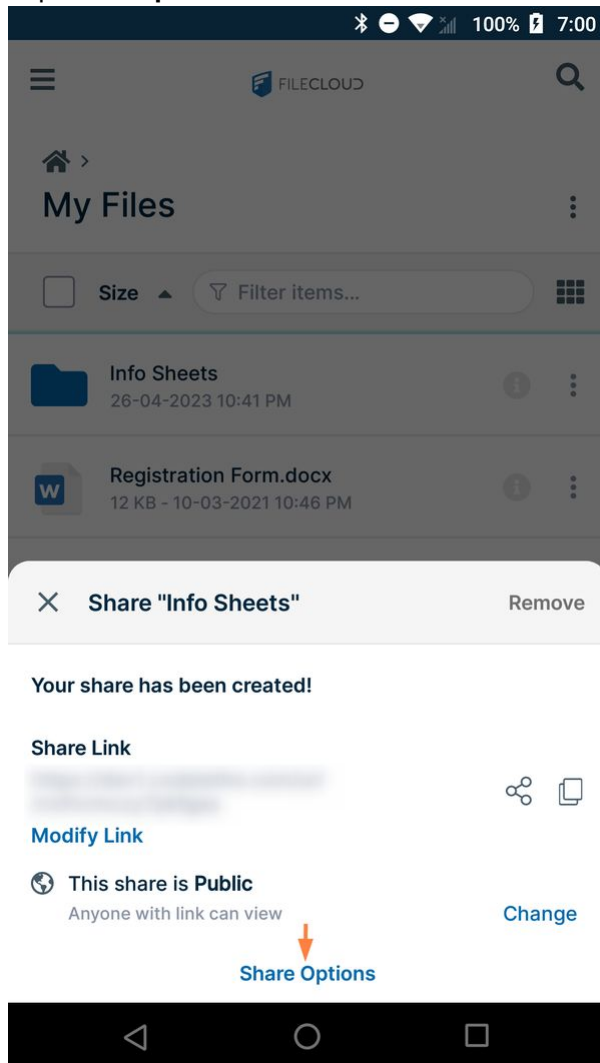 100% 7:00
FILECLOUD
My Files
Size Filter items...
Info Sheets
26-04-2023 10:41 PM
Registration Form.docx
12 KB - 10-03-2021 10:46 PM
Share "Info Sheets" Remove
Your share has been created!
Share Link
Modify Link
This share is Public
Anyone with link can view Change
Share Options